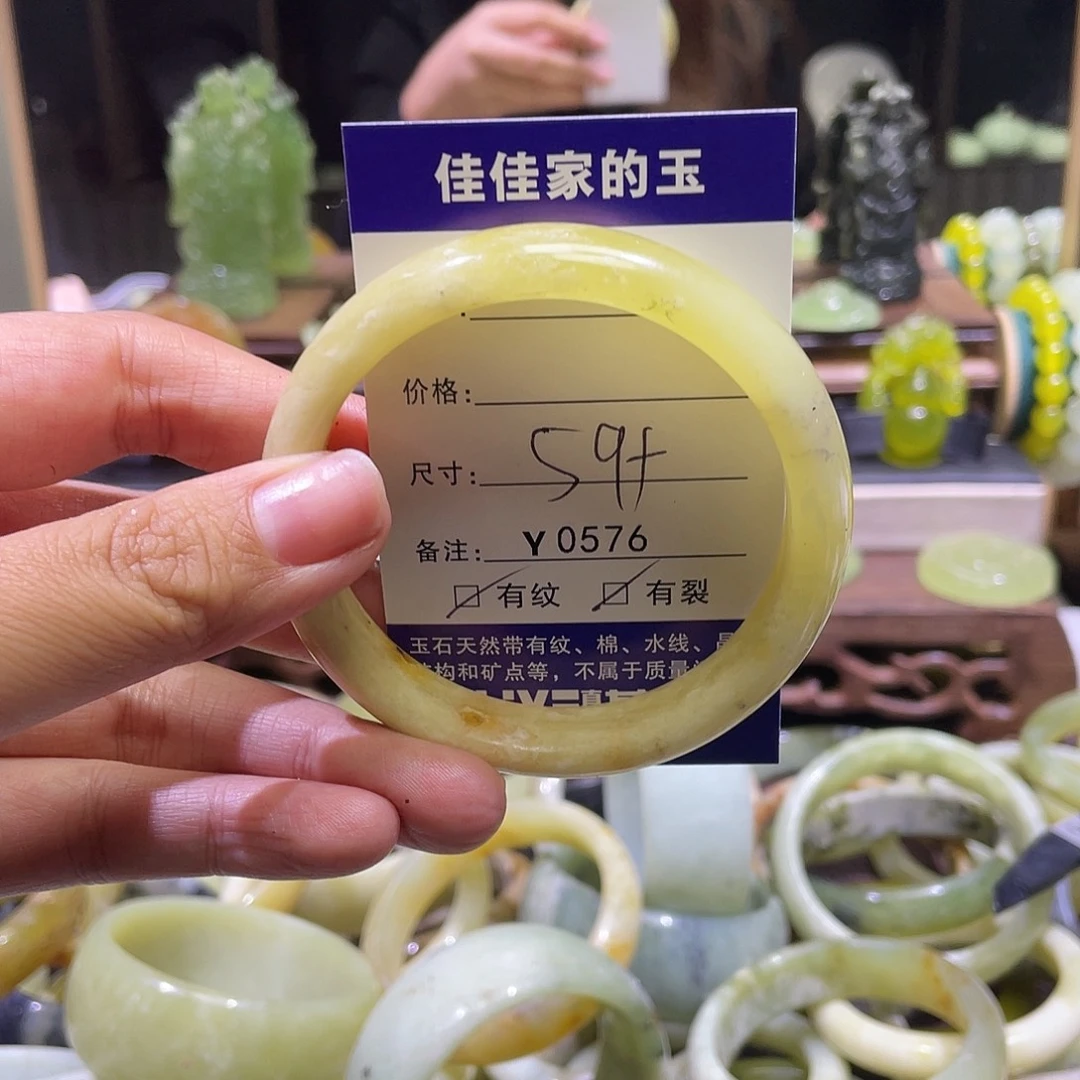 佳佳家的玉
价格:
尺寸: 59+
备注: Y0576
有纹 有裂
玉石天然带有纹、棉、水线、
构和矿点等，不属于质量